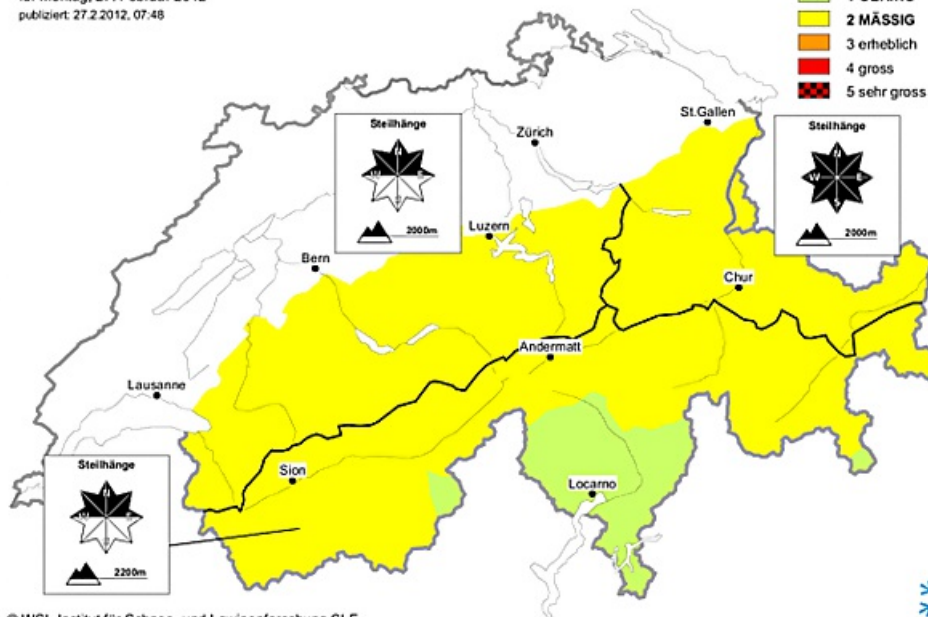 publiziert: 27.2.2012, 07:48
2 MÄSSIG
3 erheblich
4 gross
5 sehr gross
Steilhänge
N
W E
S
2000m
Zürich
St.Gallen
Steilhänge
N
W E
S
2000m
Luzern
Bern
Chur
Andermatt
Lausanne
Steilhänge
N
W E
S
2200m
Sion
Locarno